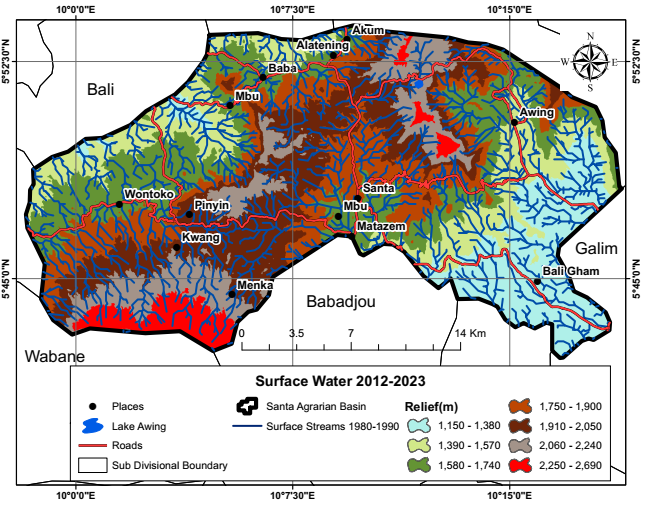 10°0'0"E
10°7'30"E
10°15'0"E
5°52'30"N
5°52'30"N
Akum
Alatening
N
W
E
S
Baba
Bali
Mbu
Awing
Santa
Wontoko
Pinyin
Mbu
Matazem
Kwang
Galim
Bali Gham
5°45'0"N
5°45'0"N
Menka
Babadjou
0 3.5 7 14 Km
Wabane
Surface Water 2012-2023
Places
Lake Awing
Roads
Sub Divisional Boundary
Santa Agrarian Basin
Surface Streams 1980-1990
Relief(m)
1,150 - 1,380
1,390 - 1,570
1,580 - 1,740
1,750 - 1,900
1,910 - 2,050
2,060 - 2,240
2,250 - 2,690
10°0'0"E
10°7'30"E
10°15'0"E